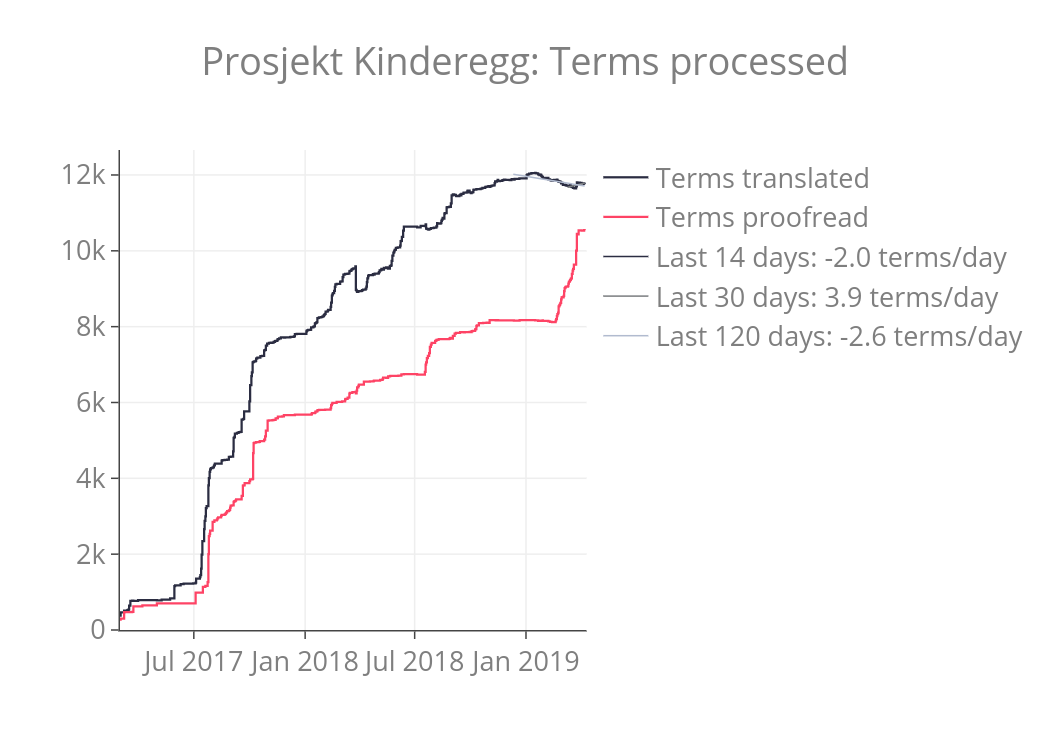 Prosjekt Kinderegg: Terms processed
12k
10k
8k
6k
4k
2k
0
Jul 2017 Jan 2018 Jul 2018 Jan 2019
Terms translated
Terms proofread
Last 14 days: -2.0 terms/day
Last 30 days: 3.9 terms/day
Last 120 days: -2.6 terms/day